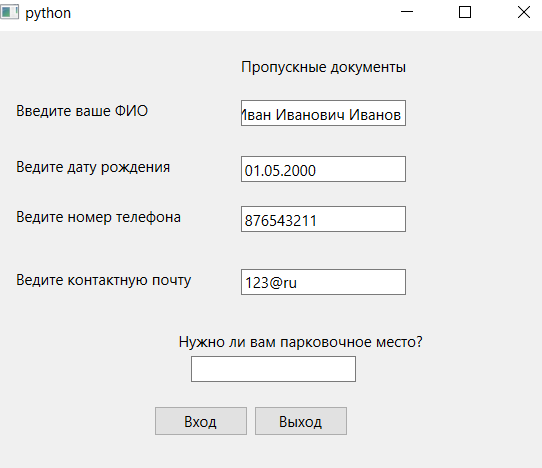 python
Пропускные документы
Введите ваше ФИО
Иван Иванович Иванов
Ведите дату рождения
01.05.2000
Ведите номер телефона
876543211
Ведите контактную почту
123@ru
Нужно ли вам парковочное место?
Вход
Выход